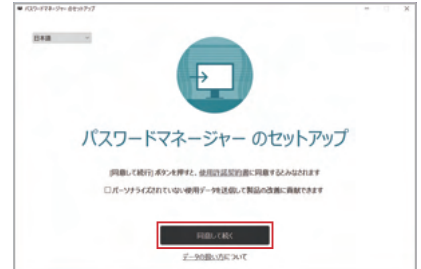 パスワードマネージャー のセットアップ
日本語
パスワードマネージャー のセットアップ
[同意して続行] ボタンを押すと、使用許諾契約書に同意するとみなされます
パーソナライズされていない使用データを送信して製品の改善に貢献できます
同意して続く
データの扱い方について